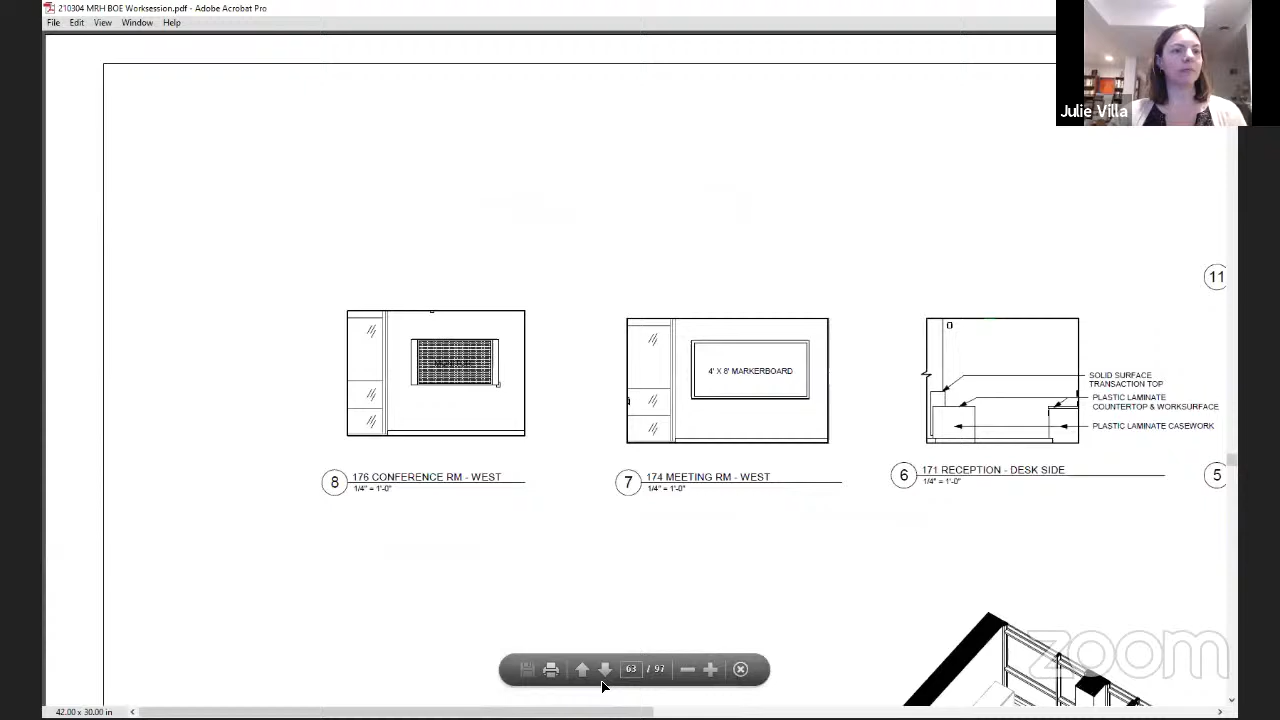 210304 MRH BOE Worksession.pdf - Adobe Acrobat Pro
File Edit View Window Help
Julie Villa
11
4' X 8' MARKERBOARD
SOLID SURFACE
TRANSACTION TOP
PLASTIC LAMINATE
COUNTERTOP & WORKSURFACE
PLASTIC LAMINATE CASEWORK
8 176 CONFERENCE RM - WEST
1/4" = 1'-0"
7 174 MEETING RM - WEST
1/4" = 1'-0"
6 171 RECEPTION - DESK SIDE
1/4" = 1'-0"
5
zoom
63 / 97
42.00 x 30.00 in